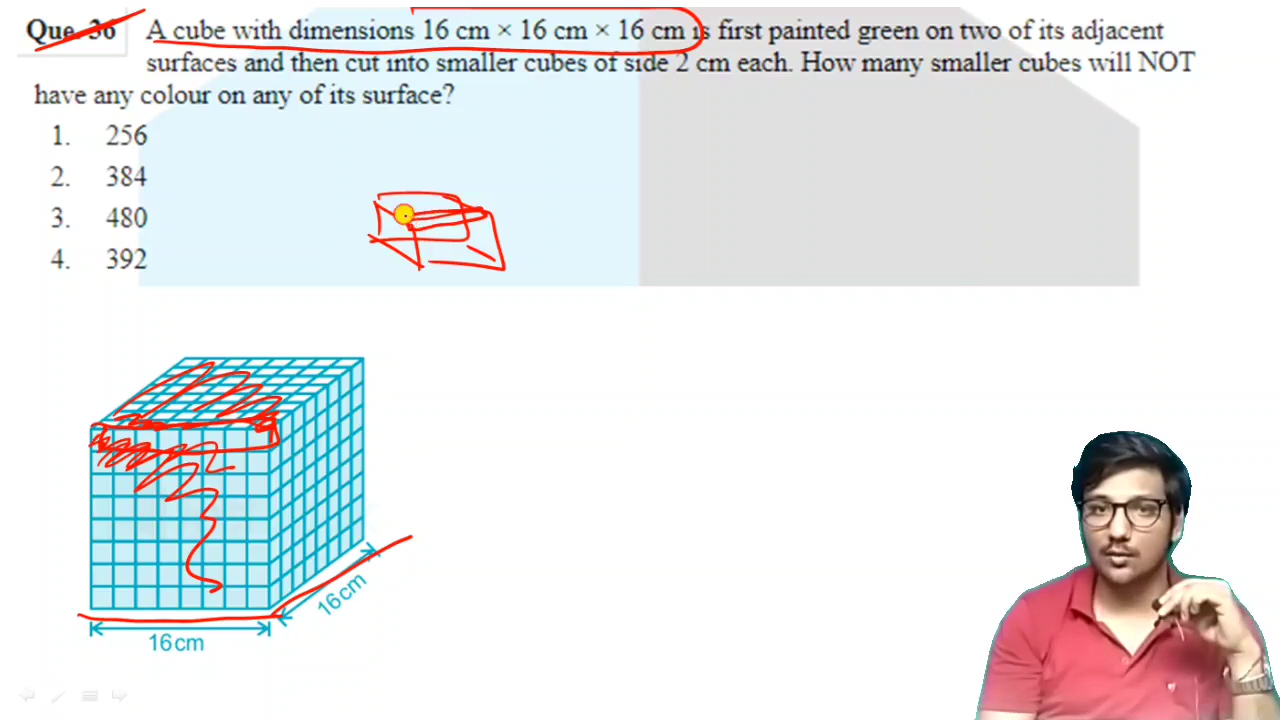 Que. 36 A cube with dimensions 16 cm × 16 cm × 16 cm is first painted green on two of its adjacent
surfaces and then cut into smaller cubes of side 2 cm each. How many smaller cubes will NOT
have any colour on any of its surface?
1. 256
2. 384
3. 480
4. 392
16cm
16cm